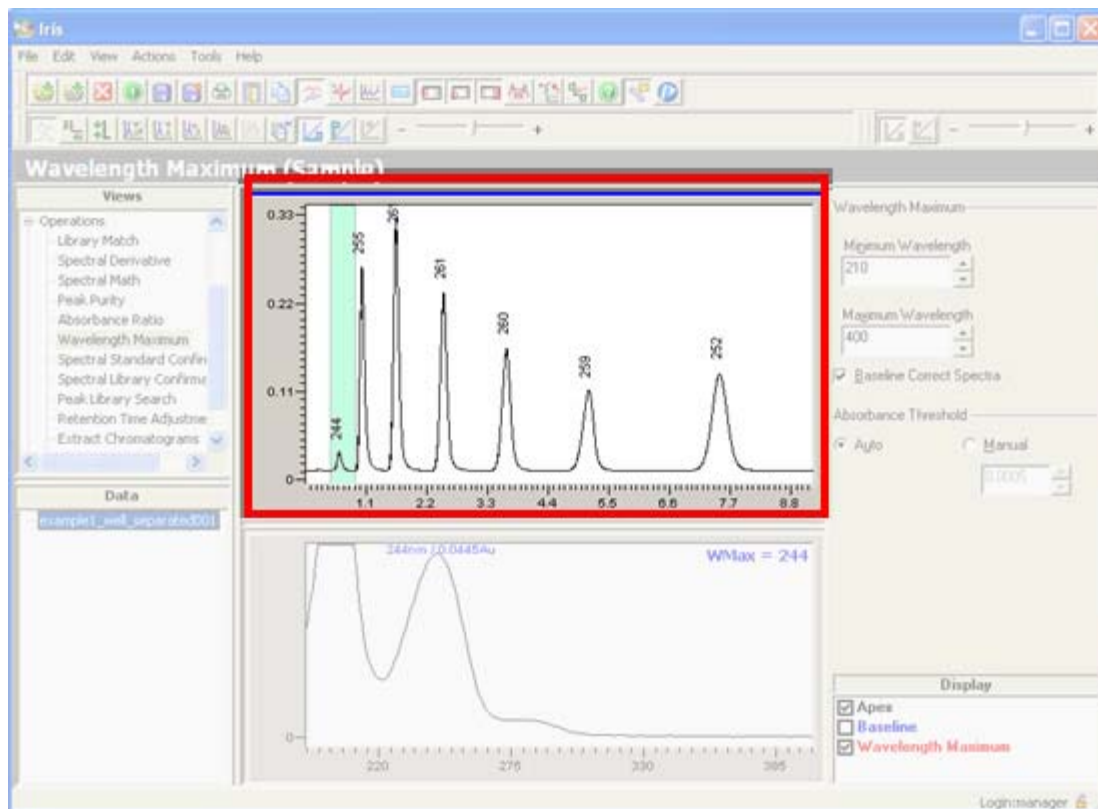 Iris
File Edit View Actions Tools Help
- +
- +
Wavelength Maximum (Sample)
Views
Operations
Library Match
Spectral Derivative
Spectral Math
Peak Purity
Absorbance Ratio
Wavelength Maximum
Spectral Standard Confirm
Spectral Library Confirma
Peak Library Search
Retention Time Adjustme
Extract Chromatograms
Data
example1_well_separated001
0.33
0.22
0.11
0
244
255
261
261
260
259
252
1.1 2.2 3.3 4.4 5.5 6.6 7.7 8.8
244nm / 0.0445Au
WMax = 244
0
220 275 330 385
Wavelength Maximum
Minimum Wavelength
210
Maximum Wavelength
400
Baseline Correct Spectra
Absorbance Threshold
Auto Manual
0.0005
Display
Apex
Baseline
Wavelength Maximum
Login:manager